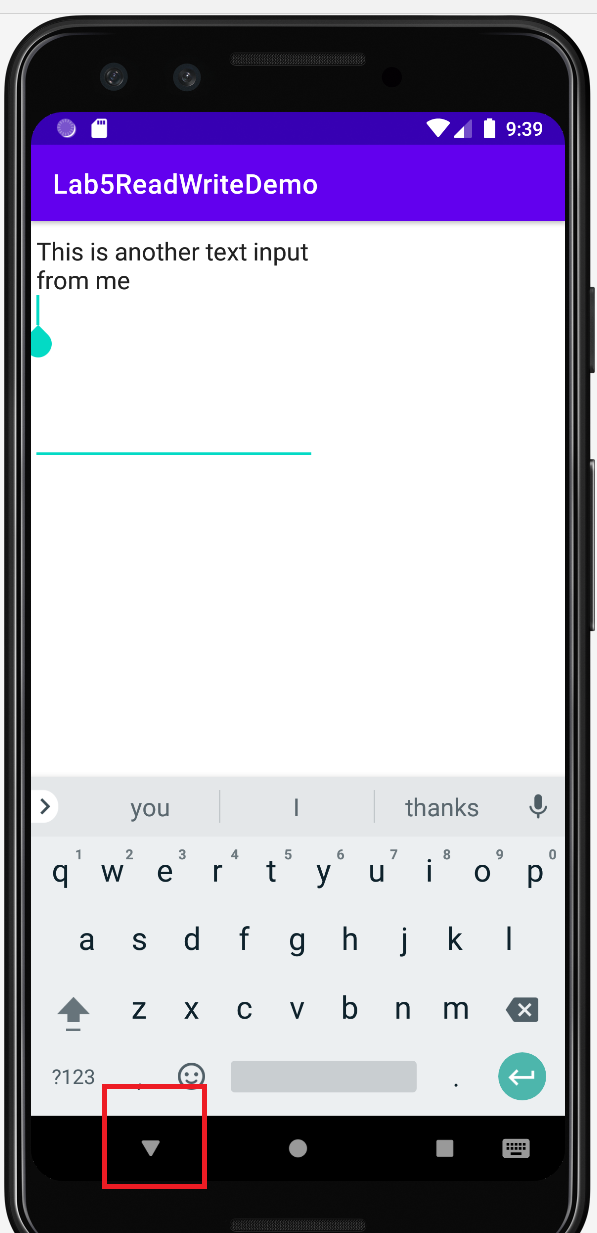 9:39
Lab5ReadWriteDemo
This is another text input
from me
you I thanks
1 2 3 4 5 6 7 8 9 0
q w e r t y u i o p
a s d f g h j k l
z x c v b n m
?123 , .